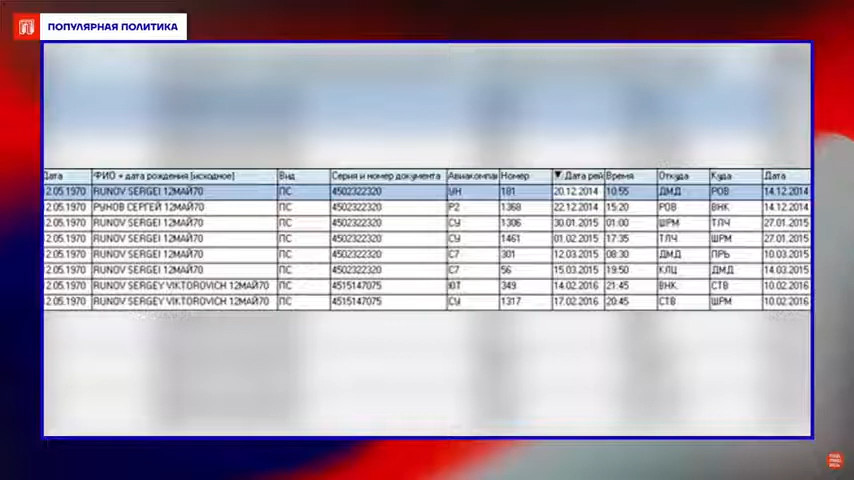 ПОПУЛЯРНАЯ ПОЛИТИКА
Дата ФИО + дата рождения (исходное) Вид Серия и номер документа Авиакомпан Номер Дата рей Время Откуда Куда Дата
2.05.1970 RUNOV SERGEI 12МАЙ70 ПС 4502322320 УН 181 20.12.2014 10:55 ДМД РОВ 14.12.2014
2.05.1970 РУНОВ СЕРГЕЙ 12МАЙ70 ПС 4502322320 Р2 1368 22.12.2014 15:20 РОВ ВНК 14.12.2014
2.05.1970 RUNOV SERGEI 12МАЙ70 ПС 4502322320 СУ 1306 30.01.2015 01:00 ШРМ ТЛЧ 27.01.2015
2.05.1970 RUNOV SERGEI 12МАЙ70 ПС 4502322320 СУ 1461 01.02.2015 17:35 ТЛЧ ШРМ 27.01.2015
2.05.1970 RUNOV SERGEI 12МАЙ70 ПС 4502322320 С7 301 12.03.2015 08:30 ДМД ПРЬ 10.03.2015
2.05.1970 RUNOV SERGEI 12МАЙ70 ПС 4502322320 С7 56 15.03.2015 19:50 КЛЦ ДМД 14.03.2015
2.05.1970 RUNOV SERGEY VIKTOROVICH 12МАЙ70 ПС 4515147075 ЮТ 349 14.02.2016 21:45 ВНК СТВ 10.02.2016
2.05.1970 RUNOV SERGEY VIKTOROVICH 12МАЙ70 ПС 4515147075 СУ 1317 17.02.2016 20:45 СТВ ШРМ 10.02.2016